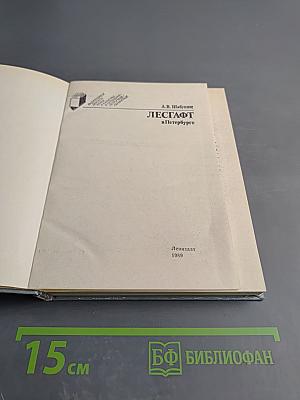 А. В. Шабунин
ЛЕСГАФТ
в Петербурге
Лениздат
1989
15 см
БФ БИБЛИОФАН